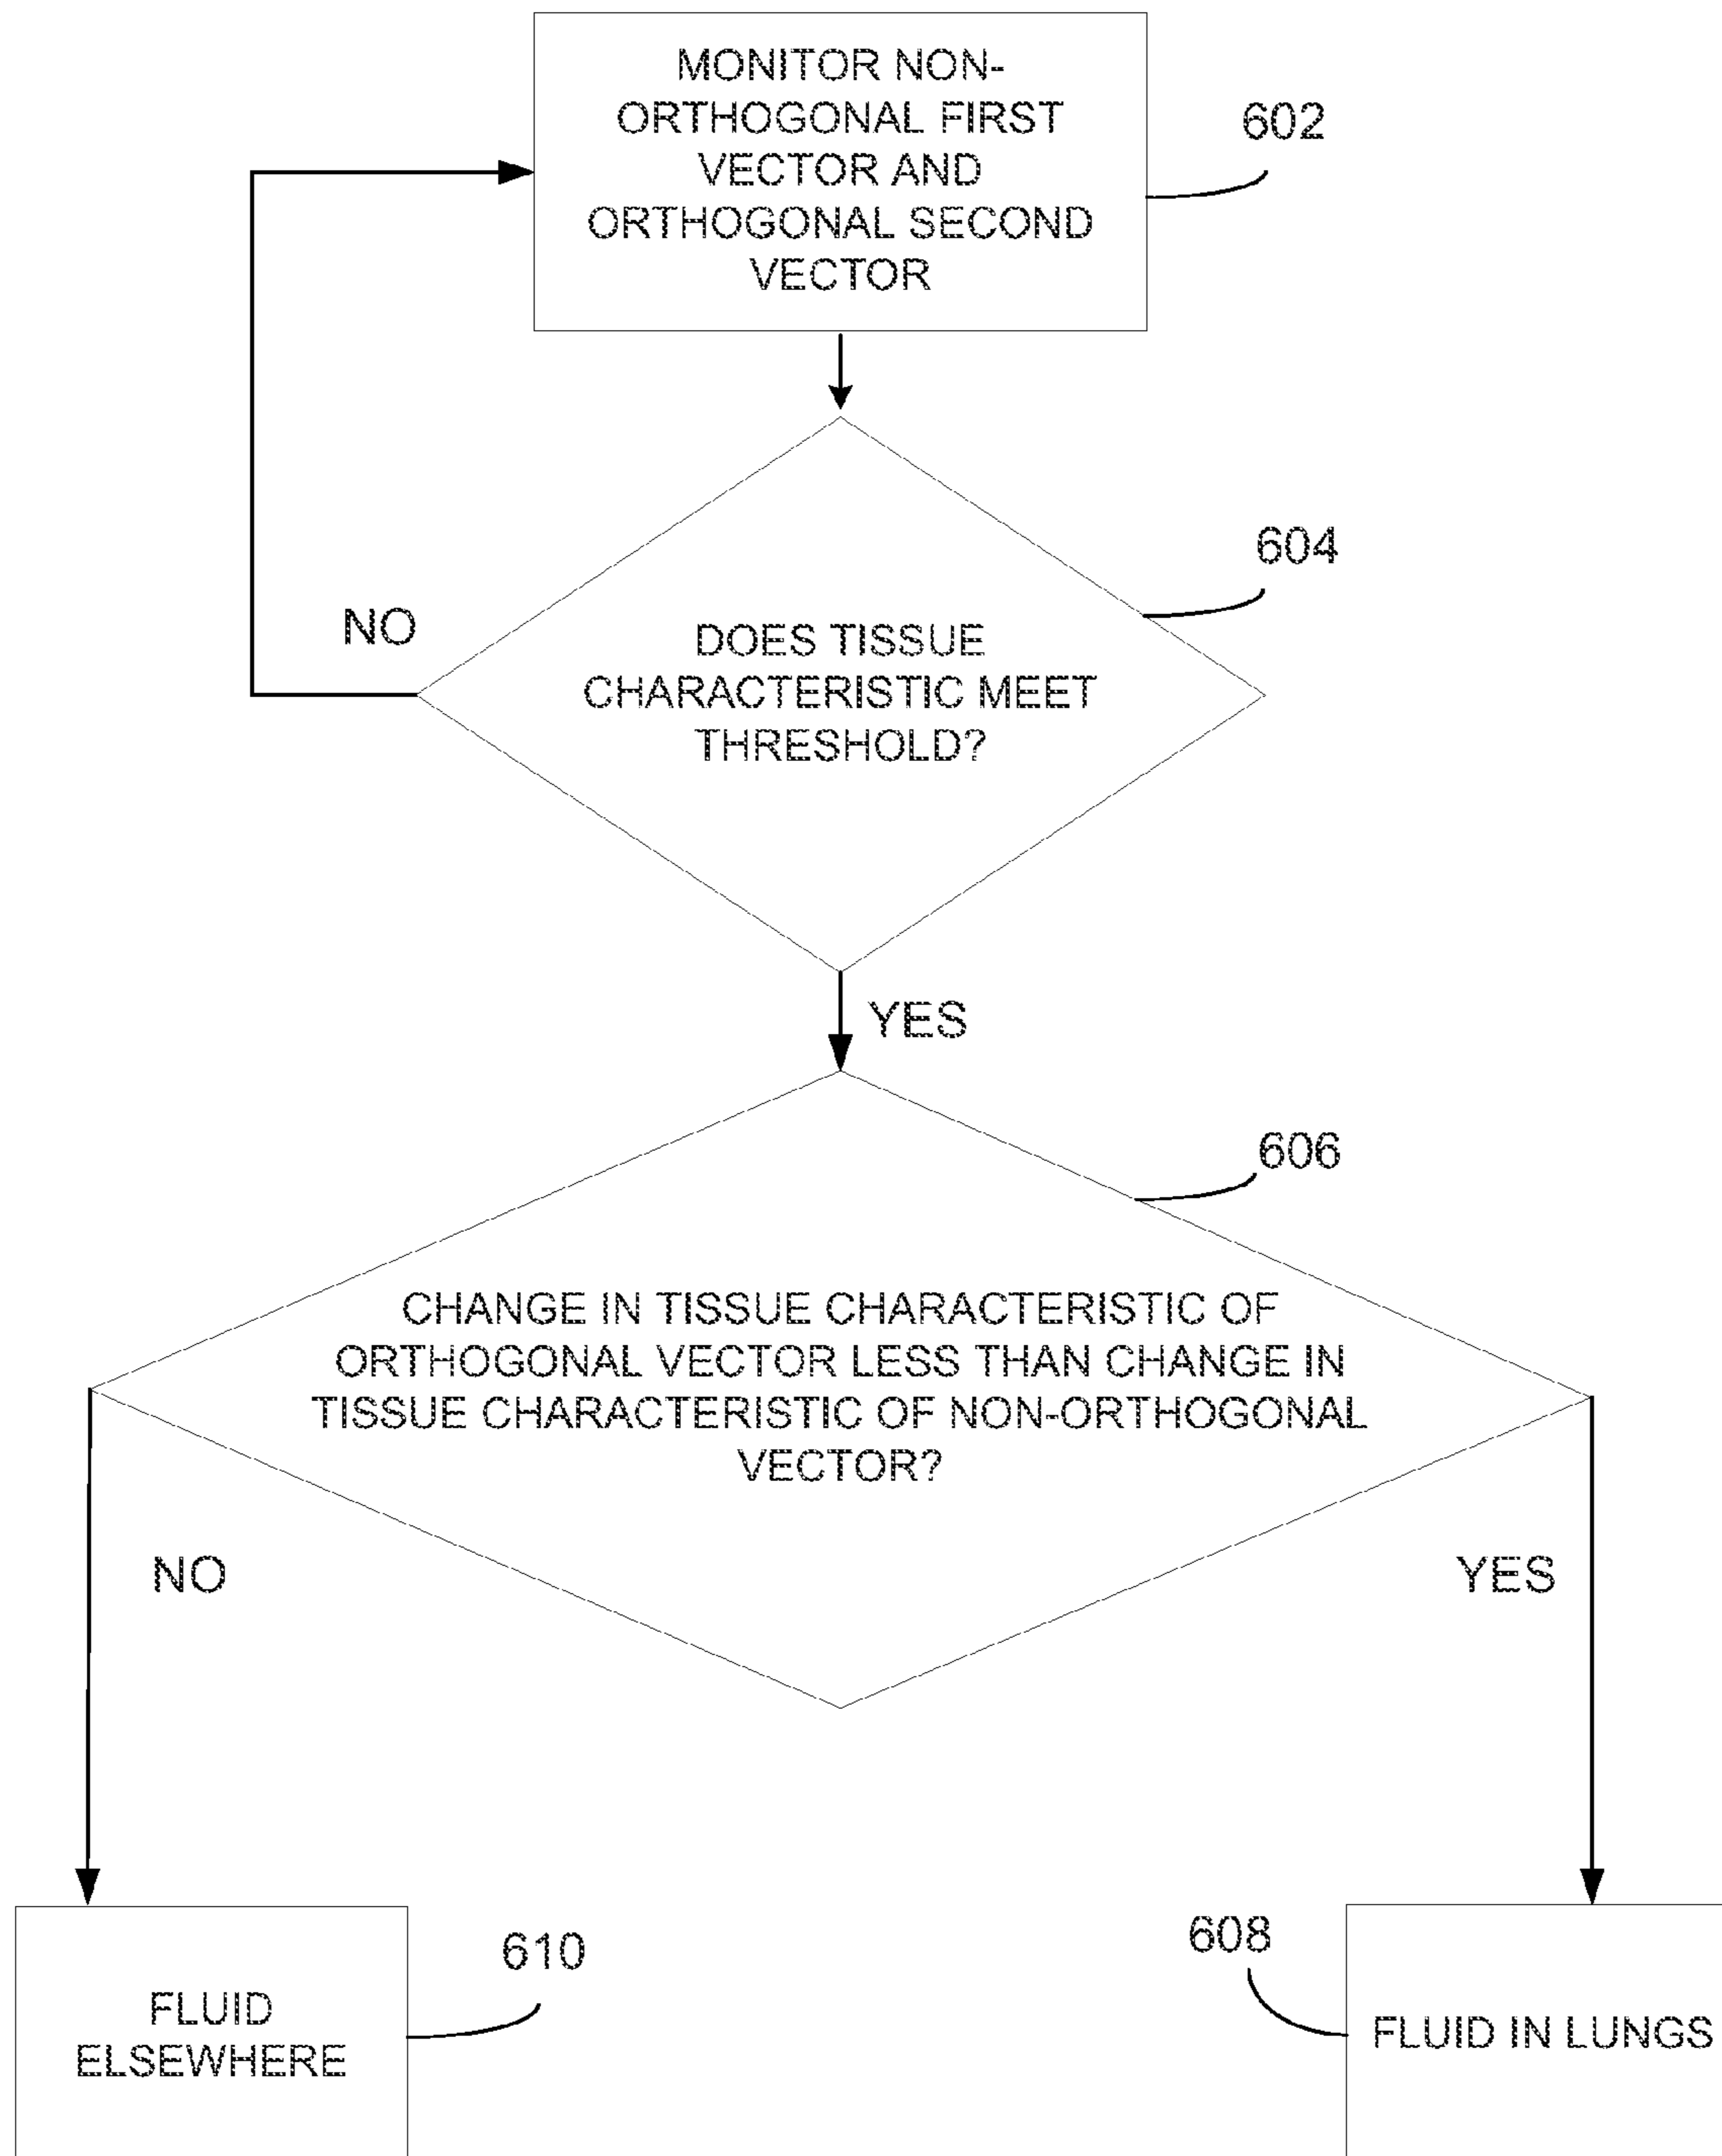 MONITOR NON-
ORTHOGONAL FIRST
VECTOR AND
ORTHOGONAL SECOND
VECTOR
602
604
NO
DOES TISSUE
CHARACTERISTIC MEET
THRESHOLD?
YES
606
CHANGE IN TISSUE CHARACTERISTIC OF
ORTHOGONAL VECTOR LESS THAN CHANGE IN
TISSUE CHARACTERISTIC OF NON-ORTHOGONAL
VECTOR?
NO
YES
610
608
FLUID
ELSEWHERE
FLUID IN LUNGS